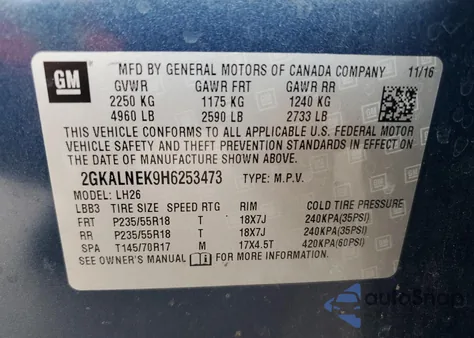 GM
MFD BY GENERAL MOTORS OF CANADA COMPANY 11/16
GVWR GAWR FRT GAWR RR
2250 KG 1175 KG 1240 KG
4960 LB 2590 LB 2733 LB
THIS VEHICLE CONFORMS TO ALL APPLICABLE U.S. FEDERAL MOTOR
VEHICLE SAFETY AND THEFT PREVENTION STANDARDS IN EFFECT
ON THE DATE OF MANUFACTURE SHOWN ABOVE.
2GKALNEK9H6253473 TYPE: M.P.V.
MODEL: LH26
LBB3 TIRE SIZE SPEED RTG RIM COLD TIRE PRESSURE
FRT P235/55R18 T 18X7J 240KPA(35PSI)
RR P235/55R18 T 18X7J 240KPA(35PSI)
SPA T145/70R17 M 17X4.5T 420KPA(60PSI)
SEE OWNER'S MANUAL FOR MORE INFORMATION
autoSnap